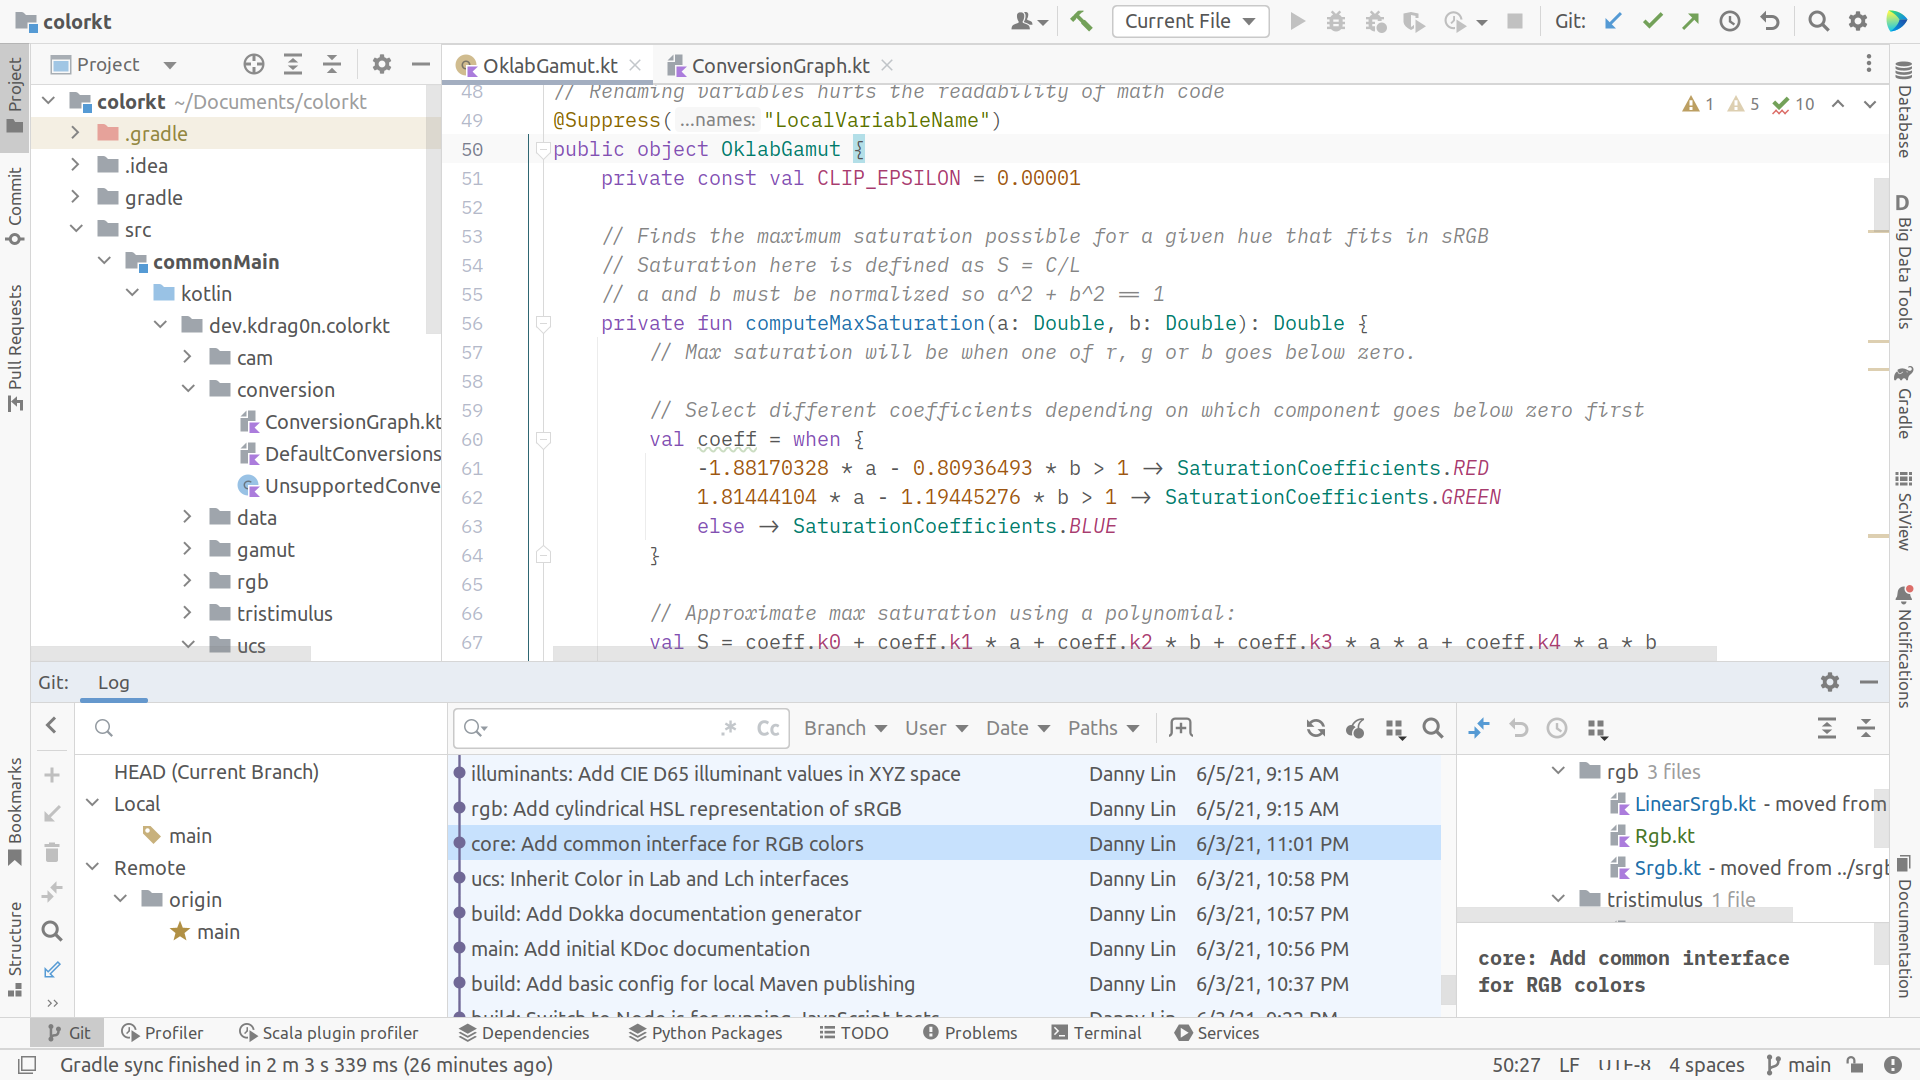 colorkt
Current File
Git:
Project
OklabGamut.kt
ConversionGraph.kt
colorkt ~/Documents/colorkt
.gradle
.idea
gradle
src
commonMain
kotlin
dev.kdrag0n.colorkt
cam
conversion
ConversionGraph.kt
DefaultConversions
UnsupportedConve
data
gamut
rgb
tristimulus
ucs
1 5 10
48 // Renaming variables hurts the readability of math code
49 @Suppress( ...names: "LocalVariableName")
50 public object OklabGamut {
51 private const val CLIP_EPSILON = 0.00001
52
53 // Finds the maximum saturation possible for a given hue that fits in sRGB
54 // Saturation here is defined as S = C/L
55 // a and b must be normalized so a^2 + b^2 == 1
56 private fun computeMaxSaturation(a: Double, b: Double): Double {
57 // Max saturation will be when one of r, g or b goes below zero.
58
59 // Select different coefficients depending on which component goes below zero first
60 val coeff = when {
61 -1.88170328 * a - 0.80936493 * b > 1 -> SaturationCoefficients.RED
62 1.81444104 * a - 1.19445276 * b > 1 -> SaturationCoefficients.GREEN
63 else -> SaturationCoefficients.BLUE
64 }
65
66 // Approximate max saturation using a polynomial:
67 val S = coeff.k0 + coeff.k1 * a + coeff.k2 * b + coeff.k3 * a * a + coeff.k4 * a * b
Project
Commit
Pull Requests
Bookmarks
Structure
Database
D Big Data Tools
Gradle
SciView
Notifications
Documentation
Git: Log
HEAD (Current Branch)
Local
main
Remote
origin
main
.* Cc Branch User Date Paths
illuminants: Add CIE D65 illuminant values in XYZ space Danny Lin 6/5/21, 9:15 AM
rgb: Add cylindrical HSL representation of sRGB Danny Lin 6/5/21, 9:15 AM
core: Add common interface for RGB colors Danny Lin 6/3/21, 11:01 PM
ucs: Inherit Color in Lab and Lch interfaces Danny Lin 6/3/21, 10:58 PM
build: Add Dokka documentation generator Danny Lin 6/3/21, 10:57 PM
main: Add initial KDoc documentation Danny Lin 6/3/21, 10:56 PM
build: Add basic config for local Maven publishing Danny Lin 6/3/21, 10:37 PM
build: Switch to Node.js for running JavaScript tests Danny Lin 6/3/21, 9:22 PM
rgb 3 files
LinearSrgb.kt - moved from
Rgb.kt
Srgb.kt - moved from ../srgb
tristimulus 1 file
core: Add common interface
for RGB colors
Git
Profiler
Scala plugin profiler
Dependencies
Python Packages
TODO
Problems
Terminal
Services
Gradle sync finished in 2 m 3 s 339 ms (26 minutes ago)
50:27 LF UTF-8 4 spaces main